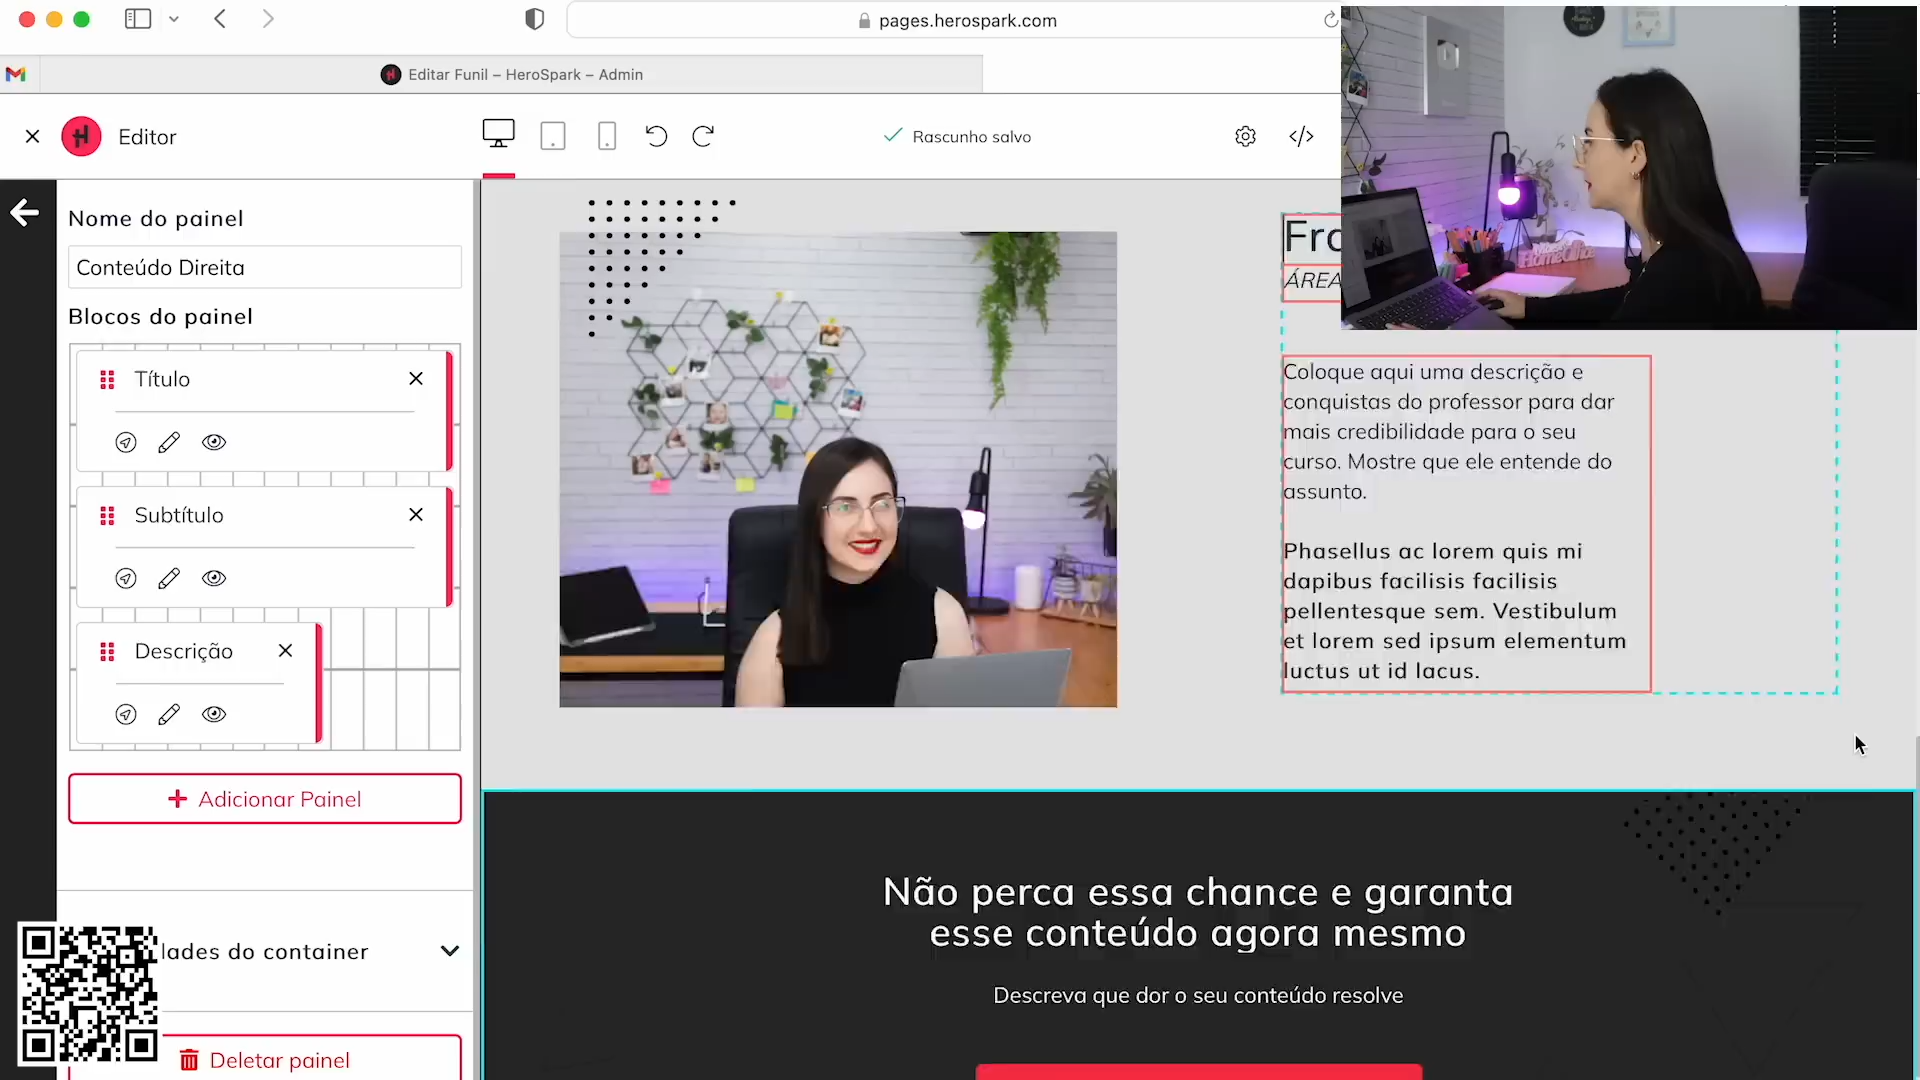 pages.herospark.com
Editar Funil – HeroSpark – Admin
Editor
Rascunho salvo
Nome do painel
Conteúdo Direita
Blocos do painel
Título
Subtítulo
Descrição
Adicionar Painel
lades do container
Deletar painel
ÁREA
Coloque aqui uma descrição e
conquistas do professor para dar
mais credibilidade para o seu
curso. Mostre que ele entende do
assunto.
Phasellus ac lorem quis mi
dapibus facilisis facilisis
pellentesque sem. Vestibulum
et lorem sed ipsum elementum
luctus ut id lacus.
Não perca essa chance e garanta
esse conteúdo agora mesmo
Descreva que dor o seu conteúdo resolve